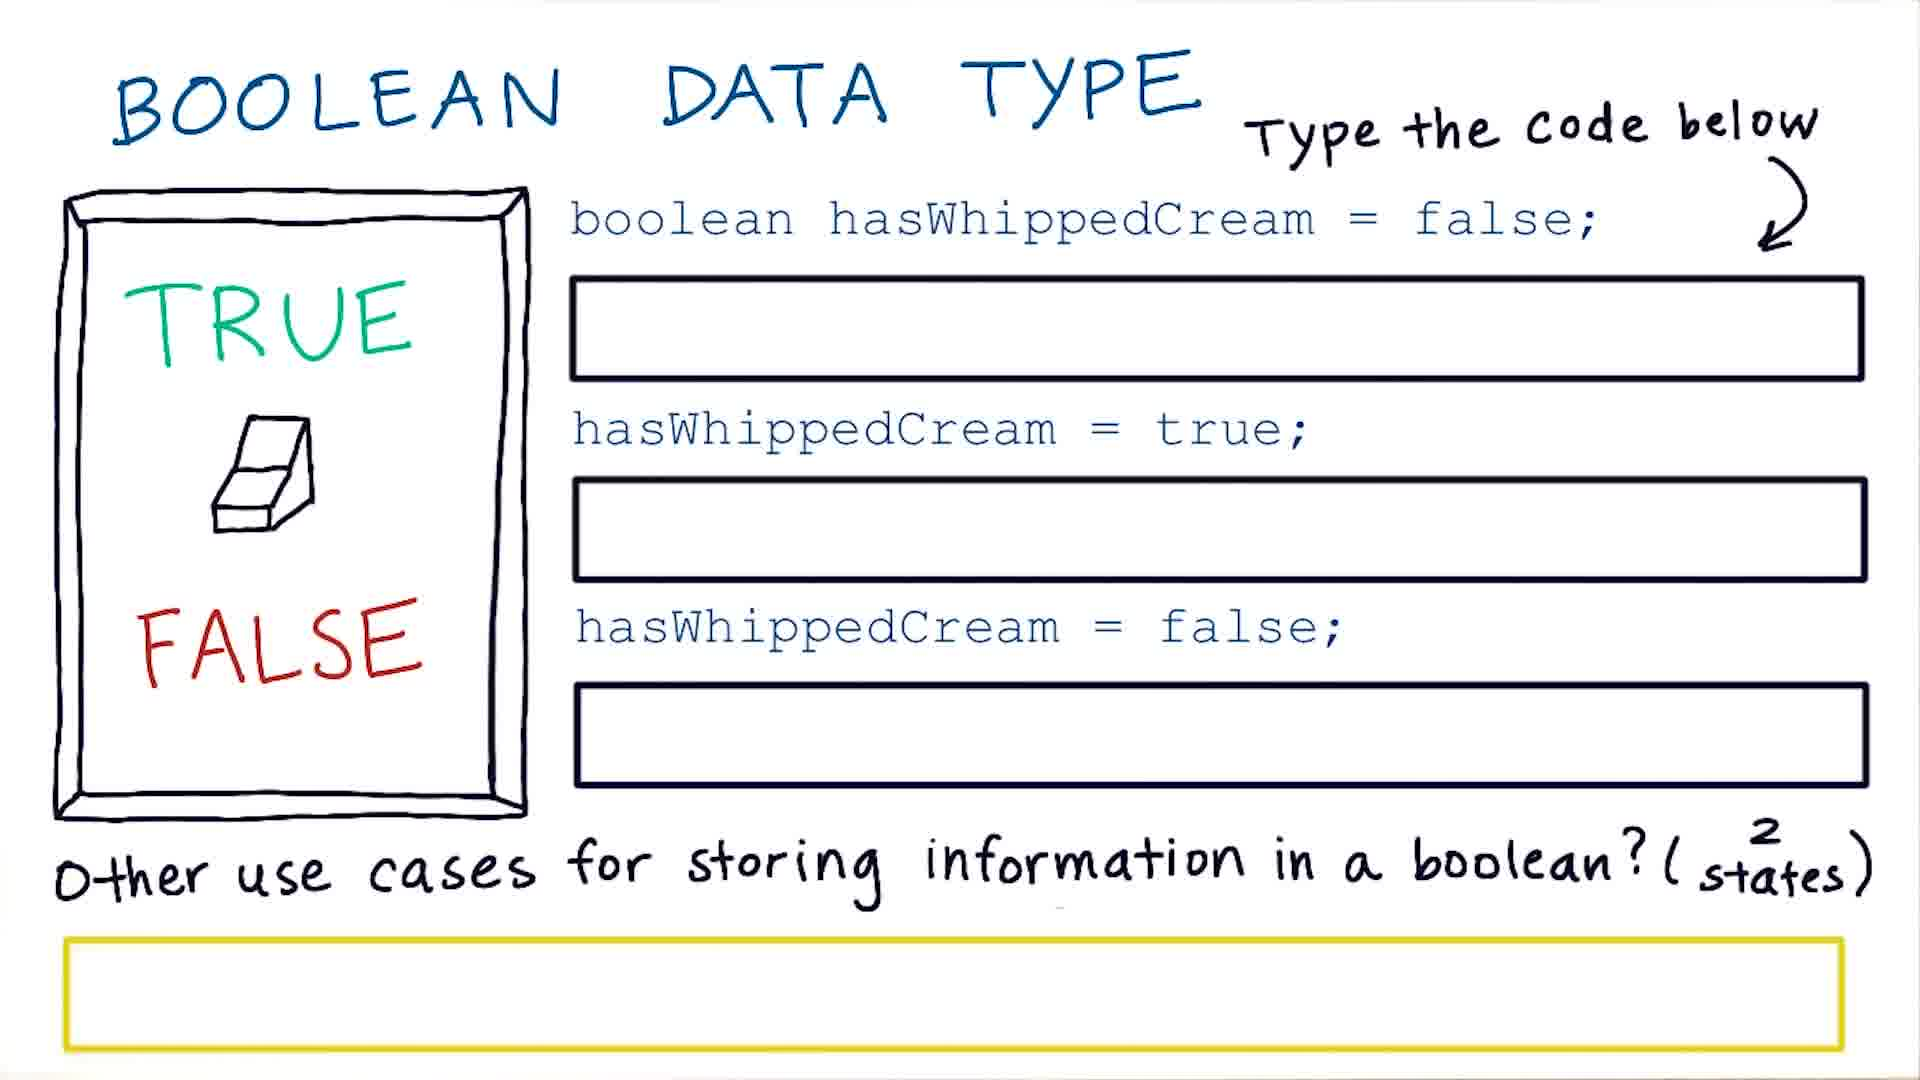 BOOLEAN DATA TYPE
Type the code below
boolean hasWhippedCream = false;
TRUE
hasWhippedCream = true;
FALSE
hasWhippedCream = false;
Other use cases for storing information in a boolean? (2 states)